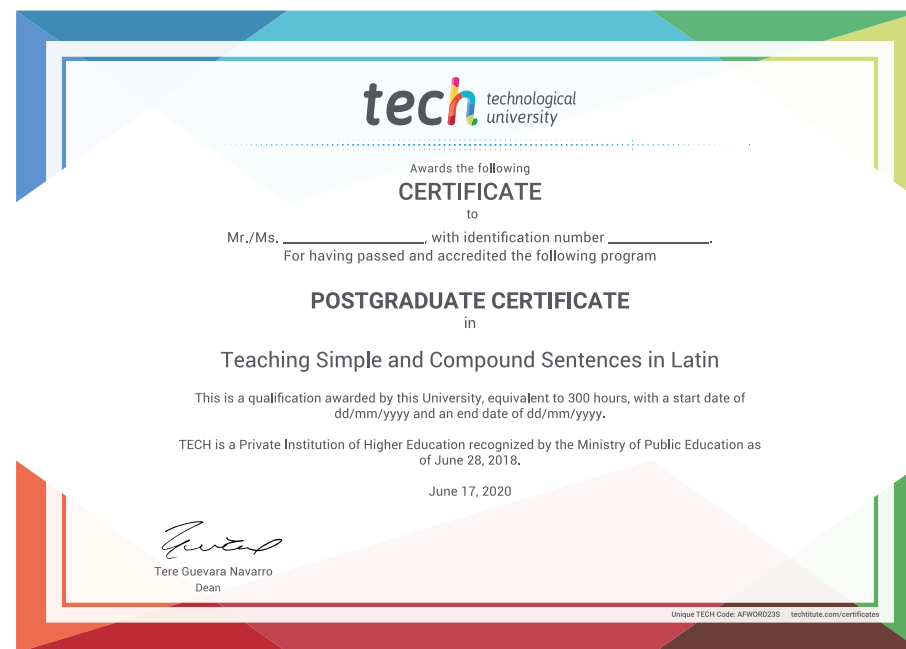 tech technological
university
Awards the following
CERTIFICATE
to
Mr./Ms. ____________________, with identification number ______________.
For having passed and accredited the following program
POSTGRADUATE CERTIFICATE
in
Teaching Simple and Compound Sentences in Latin
This is a qualification awarded by this University, equivalent to 300 hours, with a start date of
dd/mm/yyyy and an end date of dd/mm/yyyy.
TECH is a Private Institution of Higher Education recognized by the Ministry of Public Education as
of June 28, 2018.
June 17, 2020
Tere Guevara Navarro
Dean
Unique TECH Code: AFWORD23S techtitute.com/certificates